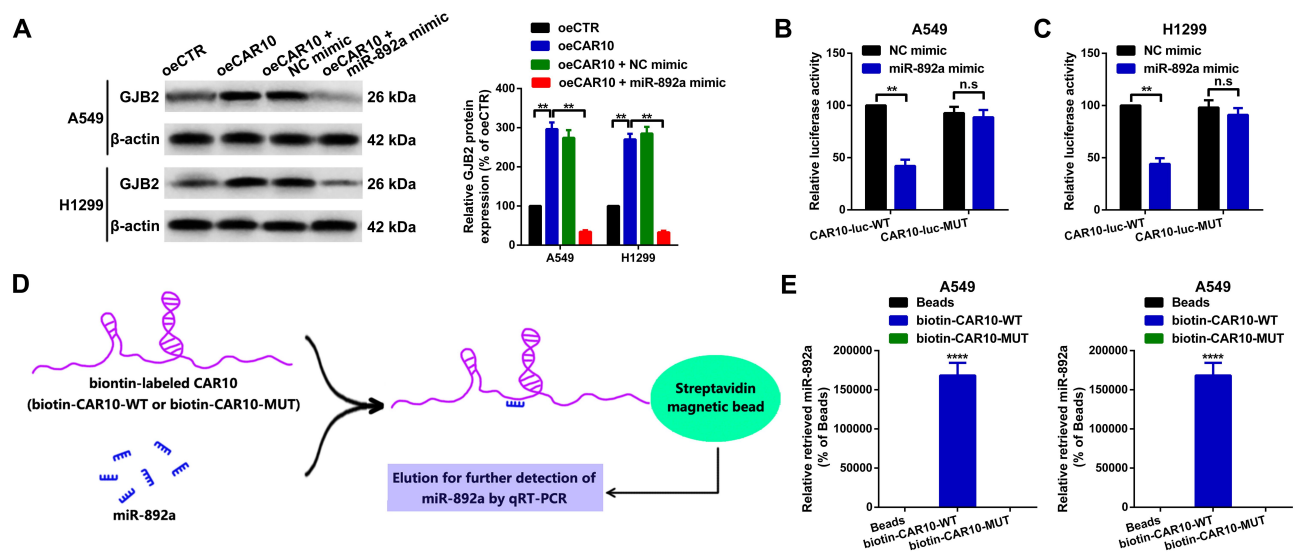 A
oeCTR
oeCAR10
oeCAR10 +
NC mimic
oeCAR10 +
miR-892a mimic
A549
GJB2
26 kDa
β-actin
42 kDa
H1299
GJB2
26 kDa
β-actin
42 kDa
oeCTR
oeCAR10
oeCAR10 + NC mimic
oeCAR10 + miR-892a mimic
Relative GJB2 protein
expression (% of oeCTR)
400
300
200
100
0
** **
** **
A549
H1299
B
A549
NC mimic
miR-892a mimic
Relative luciferase activity
150
100
50
0
**
n.s
CAR10-luc-WT
CAR10-luc-MUT
C
H1299
NC mimic
miR-892a mimic
Relative luciferase activity
150
100
50
0
**
n.s
CAR10-luc-WT
CAR10-luc-MUT
D
biontin-labeled CAR10
(biotin-CAR10-WT or biotin-CAR10-MUT)
miR-892a
Streptavidin
magnetic bead
Elution for further detection of
miR-892a by qRT-PCR
E
A549
Beads
biotin-CAR10-WT
biotin-CAR10-MUT
Relative retrieved miR-892a
(% of Beads)
200000
150000
100000
50000
0
****
Beads
biotin-CAR10-WT
biotin-CAR10-MUT
A549
Beads
biotin-CAR10-WT
biotin-CAR10-MUT
Relative retrieved miR-892a
(% of Beads)
200000
150000
100000
50000
0
****
Beads
biotin-CAR10-WT
biotin-CAR10-MUT